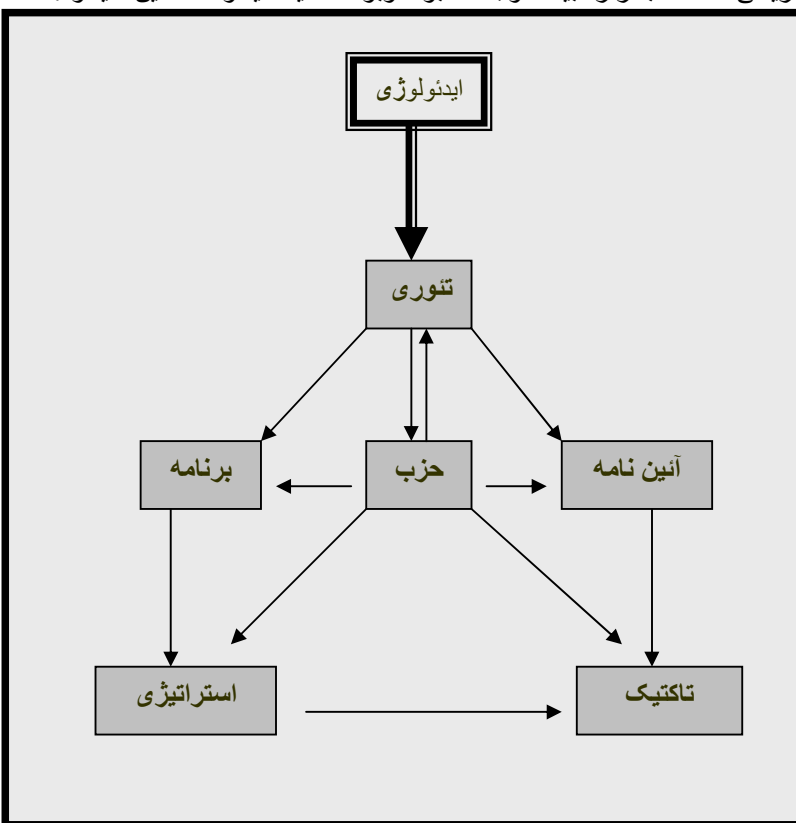 ایدئولوژی
تئوری
آئین نامه
حزب
برنامه
تاکتیک
استراتیژی